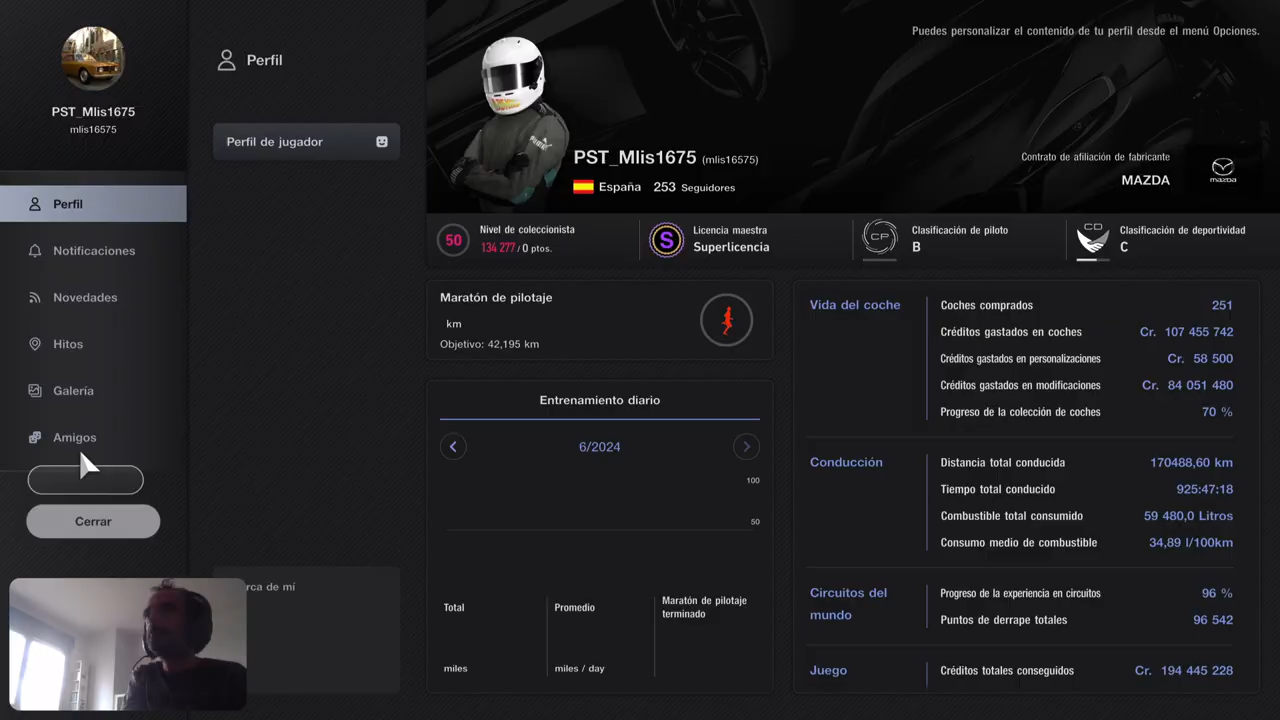 PST_Mlis1675
mlis16575
Perfil
Notificaciones
Novedades
Hitos
Galería
Amigos
Cerrar
Perfil
Perfil de jugador
rca de mí
Puedes personalizar el contenido de tu perfil desde el menú Opciones.
PST_Mlis1675 (mlis16575)
España 253 Seguidores
Contrato de afiliación de fabricante
MAZDA
mazDa
50
Nivel de coleccionista
134 277 / 0 ptos.
S
Licencia maestra
Superlicencia
CP
Clasificación de piloto
B
CD
Clasificación de deportividad
C
Maratón de pilotaje
km
Objetivo: 42,195 km
Entrenamiento diario
6/2024
100
50
Total
miles
Promedio
miles / day
Maratón de pilotaje
terminado
Vida del coche
Coches comprados 251
Créditos gastados en coches Cr. 107 455 742
Créditos gastados en personalizaciones Cr. 58 500
Créditos gastados en modificaciones Cr. 84 051 480
Progreso de la colección de coches 70 %
Conducción
Distancia total conducida 170488,60 km
Tiempo total conducido 925:47:18
Combustible total consumido 59 480,0 Litros
Consumo medio de combustible 34,89 l/100km
Circuitos del
mundo
Progreso de la experiencia en circuitos 96 %
Puntos de derrape totales 96 542
Juego
Créditos totales conseguidos Cr. 194 445 228